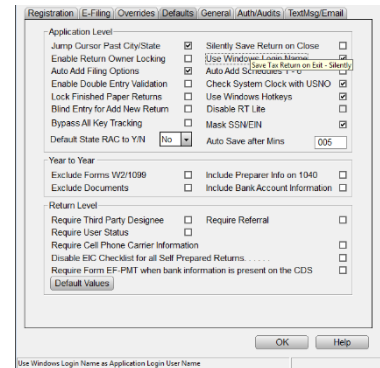 Registration E-Filing Overrides Defaults General Auth/Audits TextMsg/Email
Application Level
Jump Cursor Past City/State
Silently Save Return on Close
Enable Return Owner Locking
Use Windows Login Name
Save Tax Return on Exit - Silently
Auto Add Filing Options
Auto Add Schedules 1 - 6
Enable Double Entry Validation
Check System Clock with USNO
Lock Finished Paper Returns
Use Windows Hotkeys
Blind Entry for Add New Return
Disable RT Lite
Bypass All Key Tracking
Mask SSN/EIN
Default State RAC to Y/N No
Auto Save after Mins 005
Year to Year
Exclude Forms W2/1099
Include Preparer Info on 1040
Exclude Documents
Include Bank Account Information
Return Level
Require Third Party Designee
Require Referral
Require User Status
Require Cell Phone Carrier Information
Disable EIC Checklist for all Self Prepared Returns. . . . . .
Require Form EF-PMT when bank information is present on the CDS
Default Values
OK Help
Use Windows Login Name as Application Login User Name